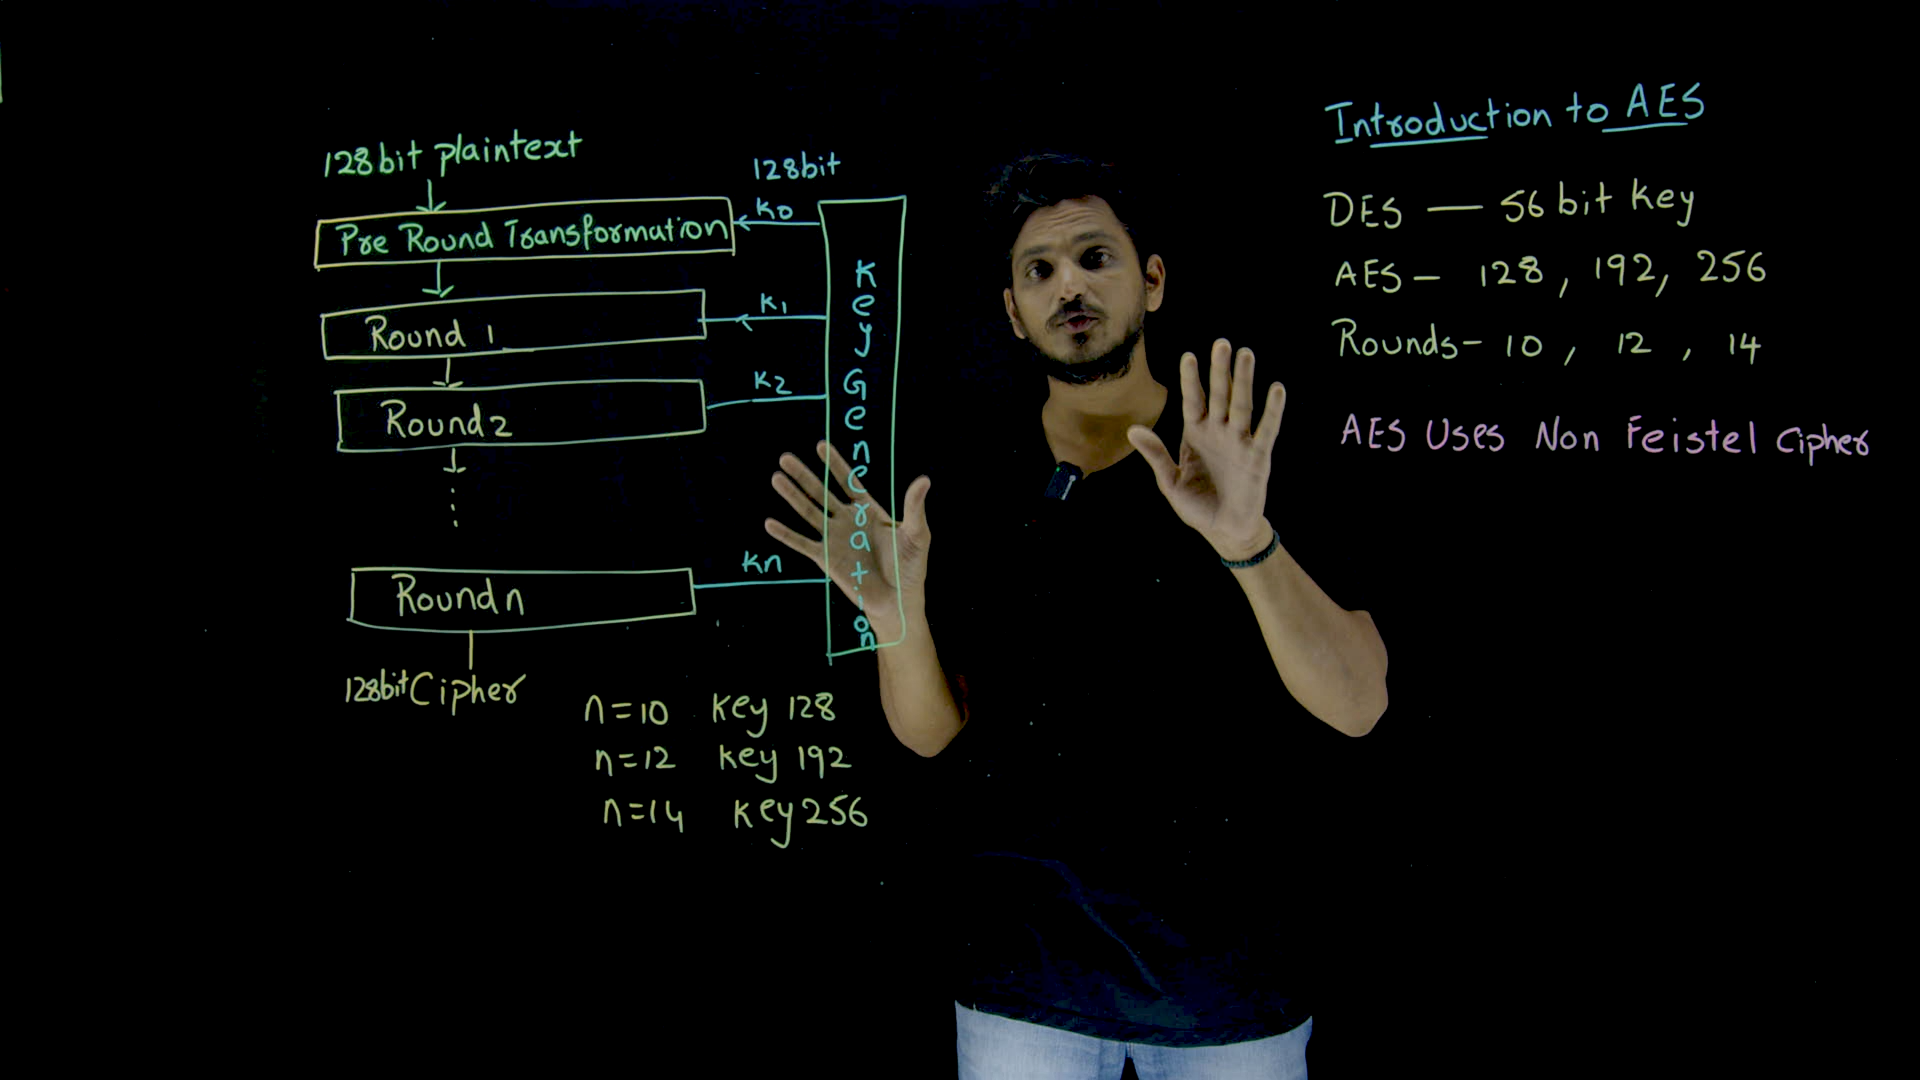 128bit plaintext
Pre Round Transformation
Round 1
Round 2
Round n
128bit Cipher
128bit
K0
K1
K2
Kn
Key Generation
n=10 Key 128
n=12 Key 192
n=14 Key 256
Introduction to AES
DES — 56 bit Key
AES - 128, 192, 256
Rounds - 10, 12, 14
AES Uses Non Feistel Cipher